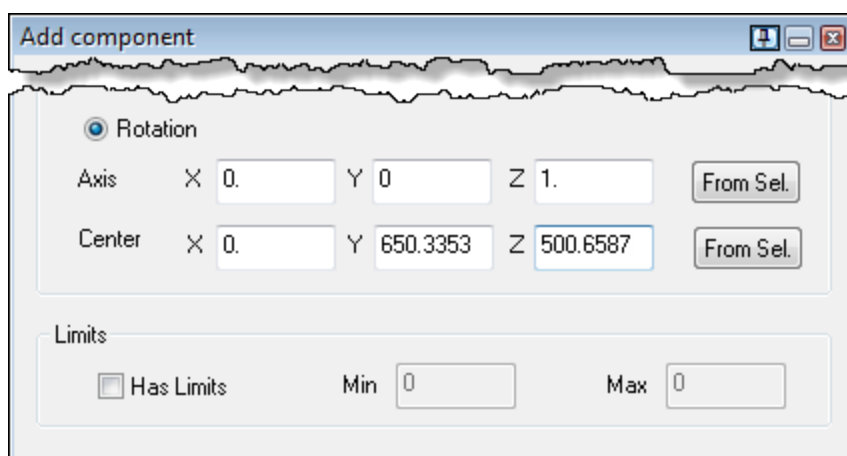 Add component
Rotation
Axis X 0. Y 0 Z 1. From Sel.
Center X 0. Y 650.3353 Z 500.6587 From Sel.
Limits
Has Limits Min 0 Max 0